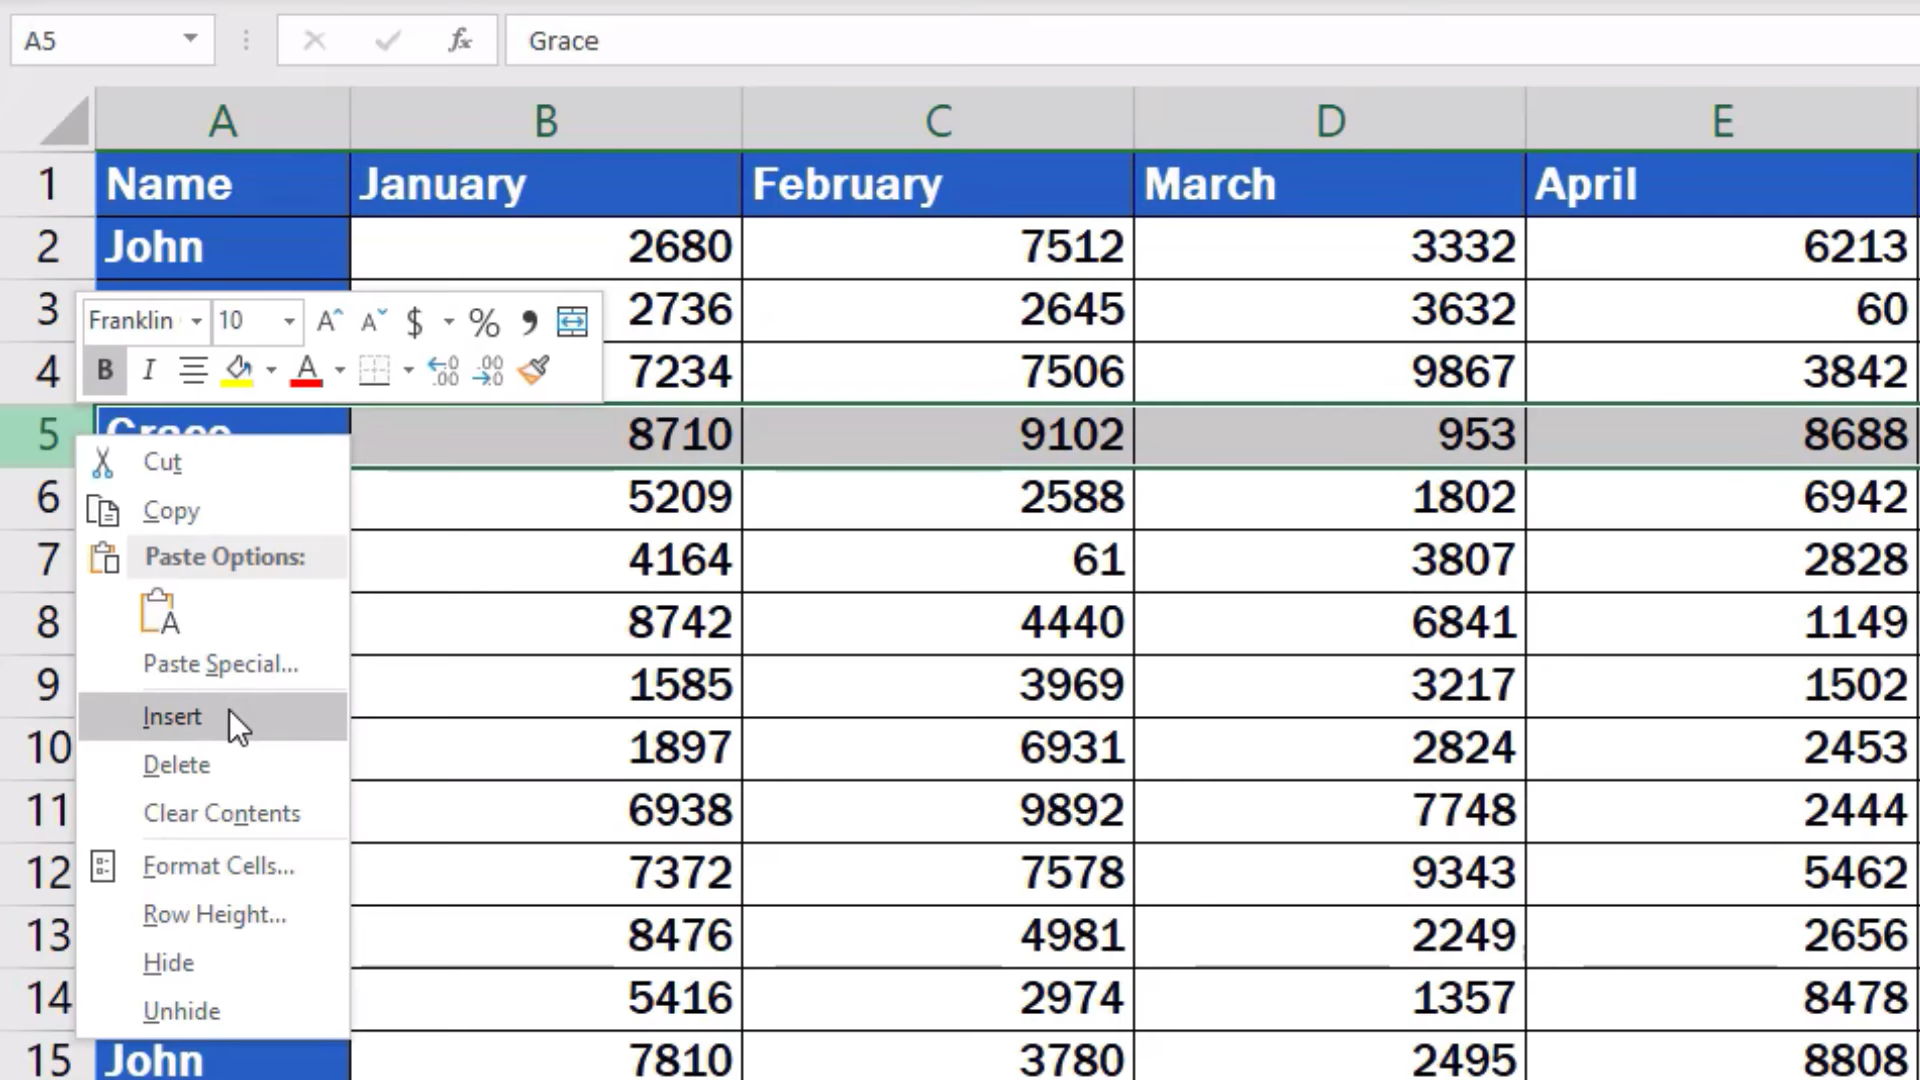 A5 fx Grace
A B C D E
1 Name January February March April
2 John 2680 7512 3332 6213
3 2736 2645 3632 60
Franklin 10 A A $ % ,
4 7234 7506 9867 3842
B I A .00 .00
5 Grace 8710 9102 953 8688
Cut
6 5209 2588 1802 6942
Copy
7 4164 61 3807 2828
Paste Options:
8 8742 4440 6841 1149
A
Paste Special...
9 1585 3969 3217 1502
Insert
10 1897 6931 2824 2453
Delete
11 6938 9892 7748 2444
Clear Contents
12 7372 7578 9343 5462
Format Cells...
Row Height...
13 8476 4981 2249 2656
Hide
14 5416 2974 1357 8478
Unhide
15 John 7810 3780 2495 8808